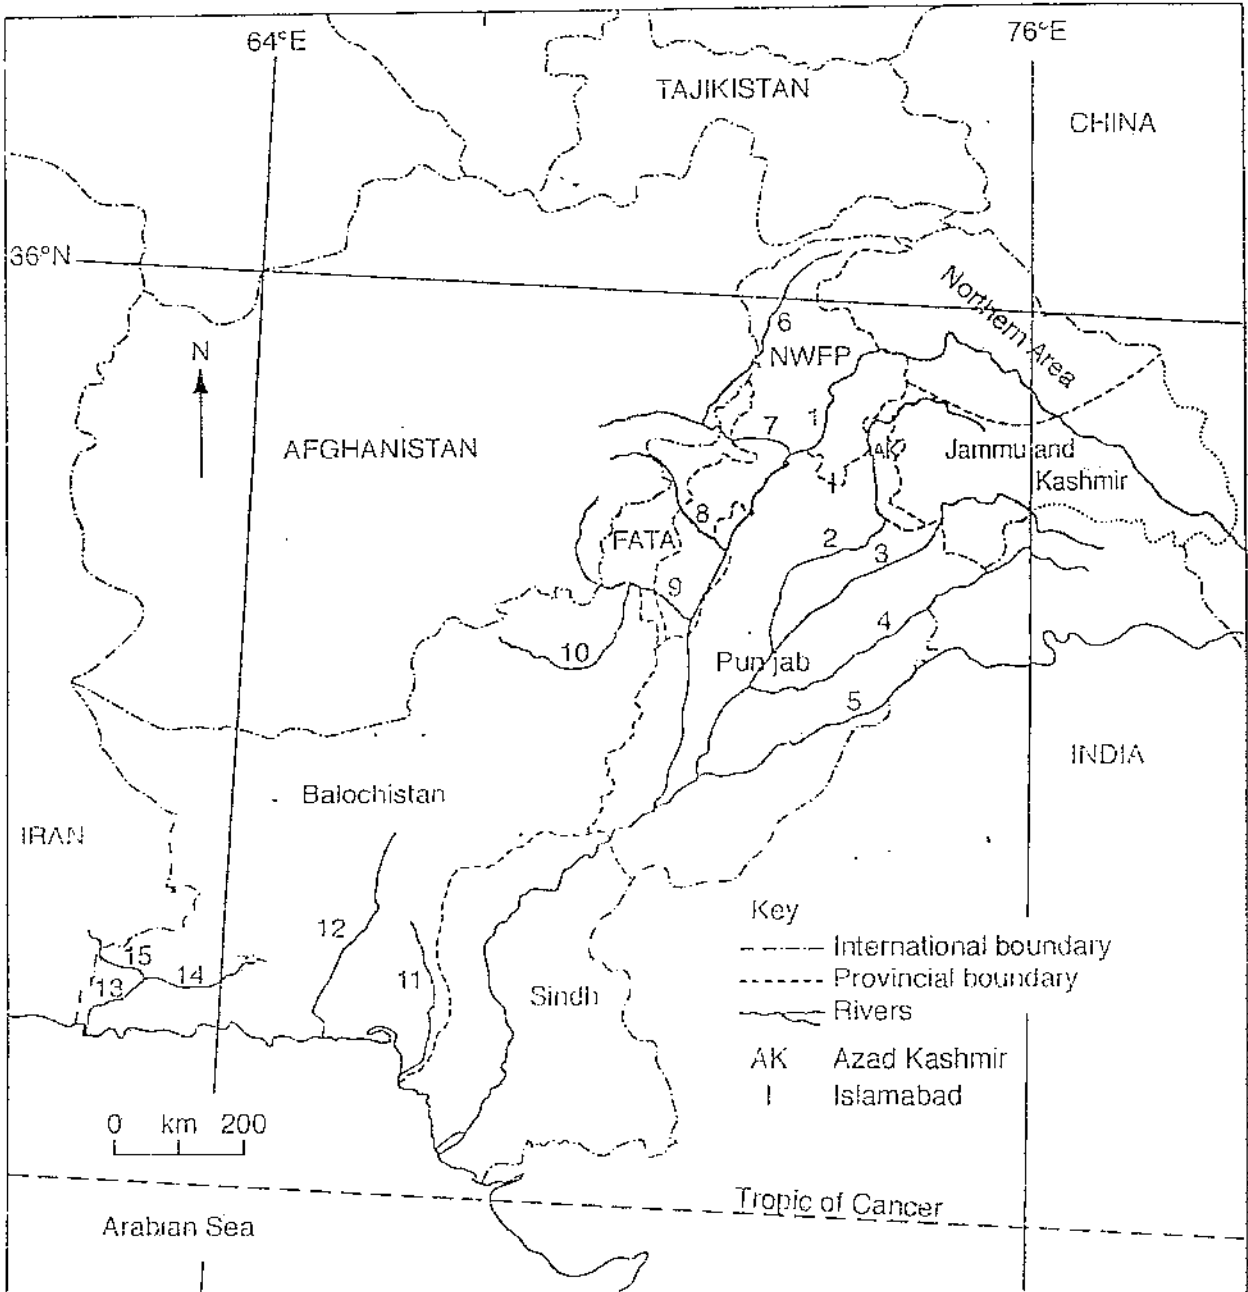 64°E
76°E
TAJIKISTAN
CHINA
36°N
Northern Area
N
6
NWFP
1
7
AFGHANISTAN
AK
Jammu and
Kashmir
I
8
FATA
2
3
9
4
10
Punjab
5
INDIA
Balochistan
IRAN
Key
12
International boundary
15
14
11
Provincial boundary
13
Sindh
Rivers
AK Azad Kashmir
I Islamabad
0 km 200
Tropic of Cancer
Arabian Sea